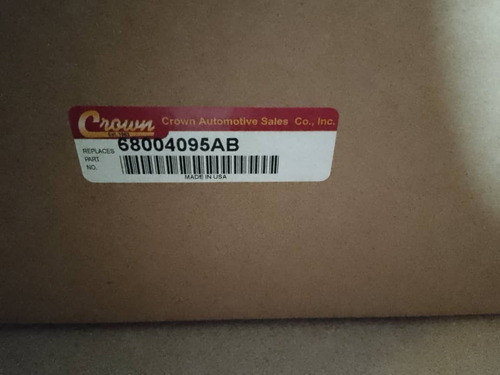 Crown
Crown Automotive Sales Co., Inc.
REPLACES
PART
NO.
68004095AB
MADE IN USA